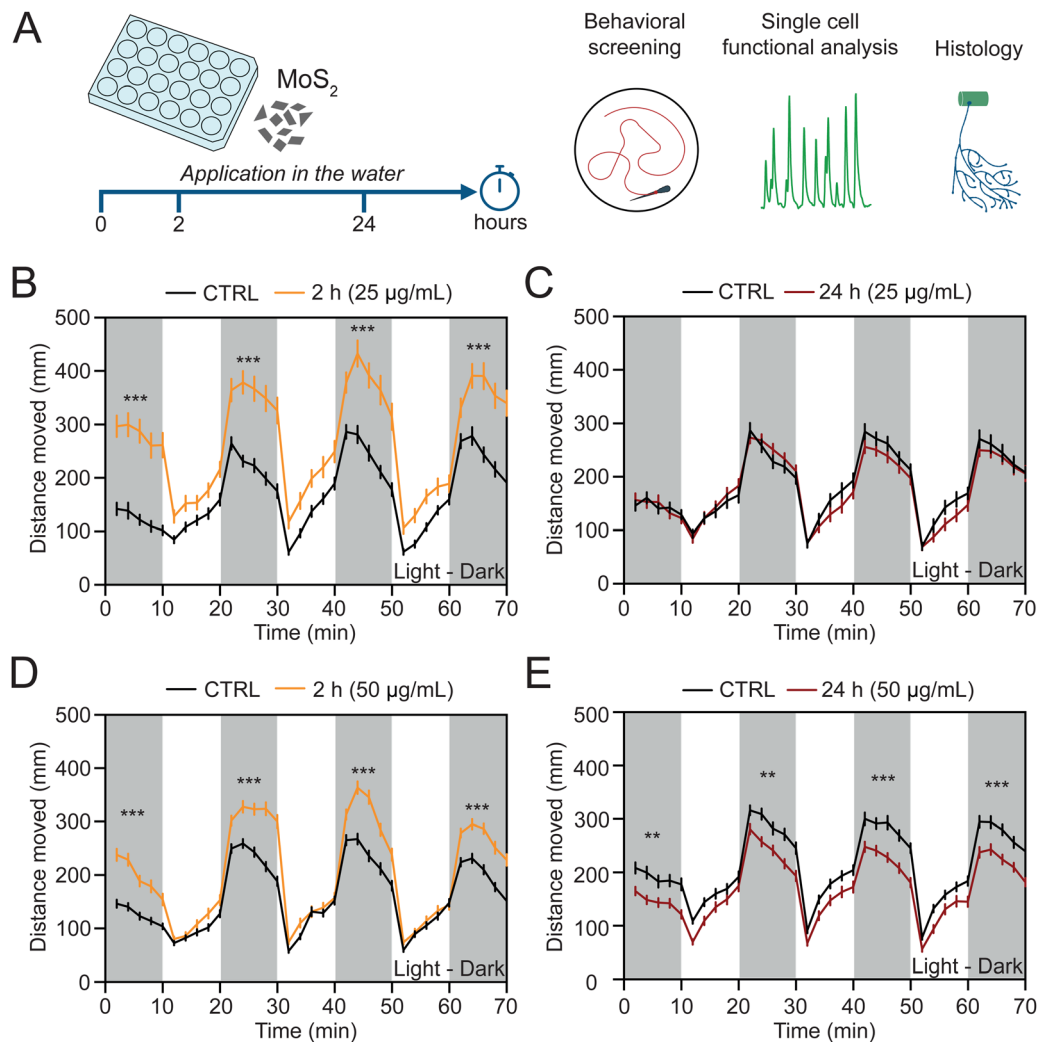 A
MoS2
Application in the water
0
2
24
hours
Behavioral
screening
Single cell
functional analysis
Histology
B
CTRL
2 h (25 µg/mL)
Distance moved (mm)
500
400
300
200
100
0
***
***
***
***
Light - Dark
0 10 20 30 40 50 60 70
Time (min)
C
CTRL
24 h (25 µg/mL)
Distance moved (mm)
500
400
300
200
100
0
Light - Dark
0 10 20 30 40 50 60 70
Time (min)
D
CTRL
2 h (50 µg/mL)
Distance moved (mm)
500
400
300
200
100
0
***
***
***
***
Light - Dark
0 10 20 30 40 50 60 70
Time (min)
E
CTRL
24 h (50 µg/mL)
Distance moved (mm)
500
400
300
200
100
0
**
**
***
***
Light - Dark
0 10 20 30 40 50 60 70
Time (min)